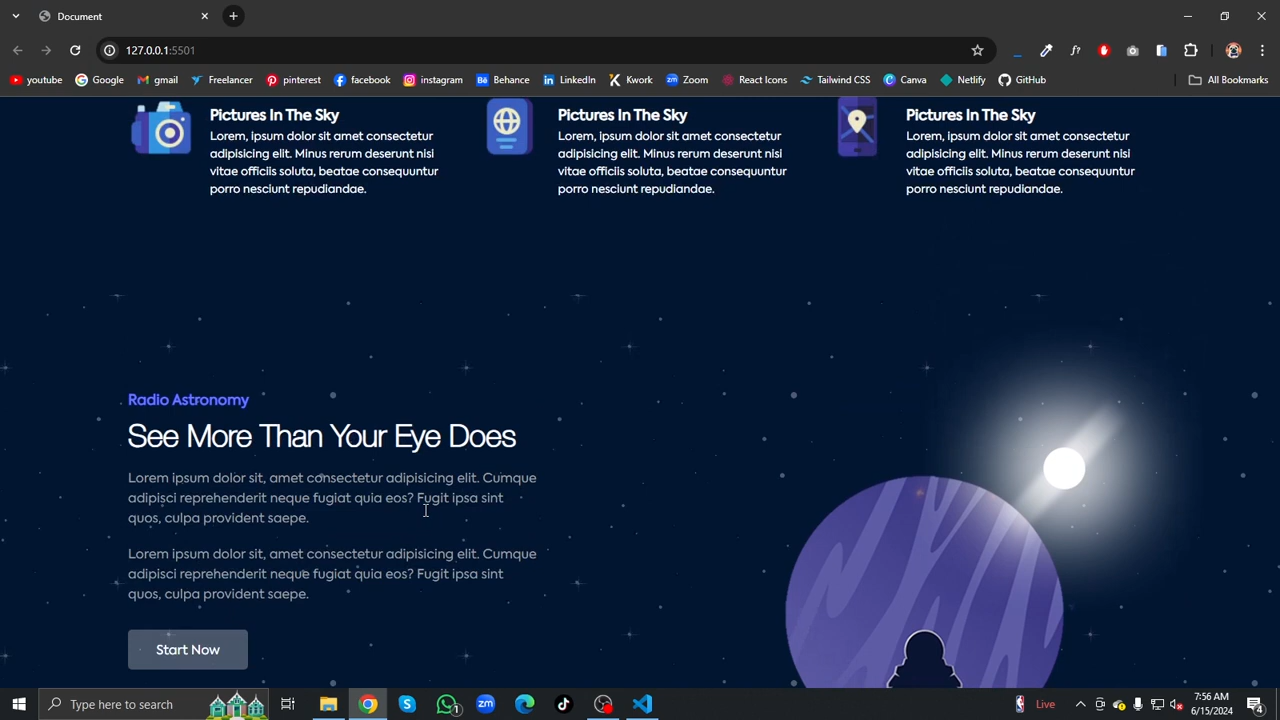 Document
127.0.0.1:5501
f?
youtube
Google
gmail
Freelancer
pinterest
facebook
instagram
Behance
LinkedIn
Kwork
Zoom
React Icons
Tailwind CSS
Canva
Netlify
GitHub
All Bookmarks
Pictures In The Sky
Lorem, ipsum dolor sit amet consectetur
adipisicing elit. Minus rerum deserunt nisi
vitae officiis soluta, beatae consequuntur
porro nesciunt repudiandae.
Pictures In The Sky
Lorem, ipsum dolor sit amet consectetur
adipisicing elit. Minus rerum deserunt nisi
vitae officiis soluta, beatae consequuntur
porro nesciunt repudiandae.
Pictures In The Sky
Lorem, ipsum dolor sit amet consectetur
adipisicing elit. Minus rerum deserunt nisi
vitae officiis soluta, beatae consequuntur
porro nesciunt repudiandae.
Radio Astronomy
See More Than Your Eye Does
Lorem ipsum dolor sit, amet consectetur adipisicing elit. Cumque
adipisci reprehenderit neque fugiat quia eos? Fugit ipsa sint
quos, culpa provident saepe.
Lorem ipsum dolor sit, amet consectetur adipisicing elit. Cumque
adipisci reprehenderit neque fugiat quia eos? Fugit ipsa sint
quos, culpa provident saepe.
Start Now
Type here to search
Live
7:56 AM
6/15/2024